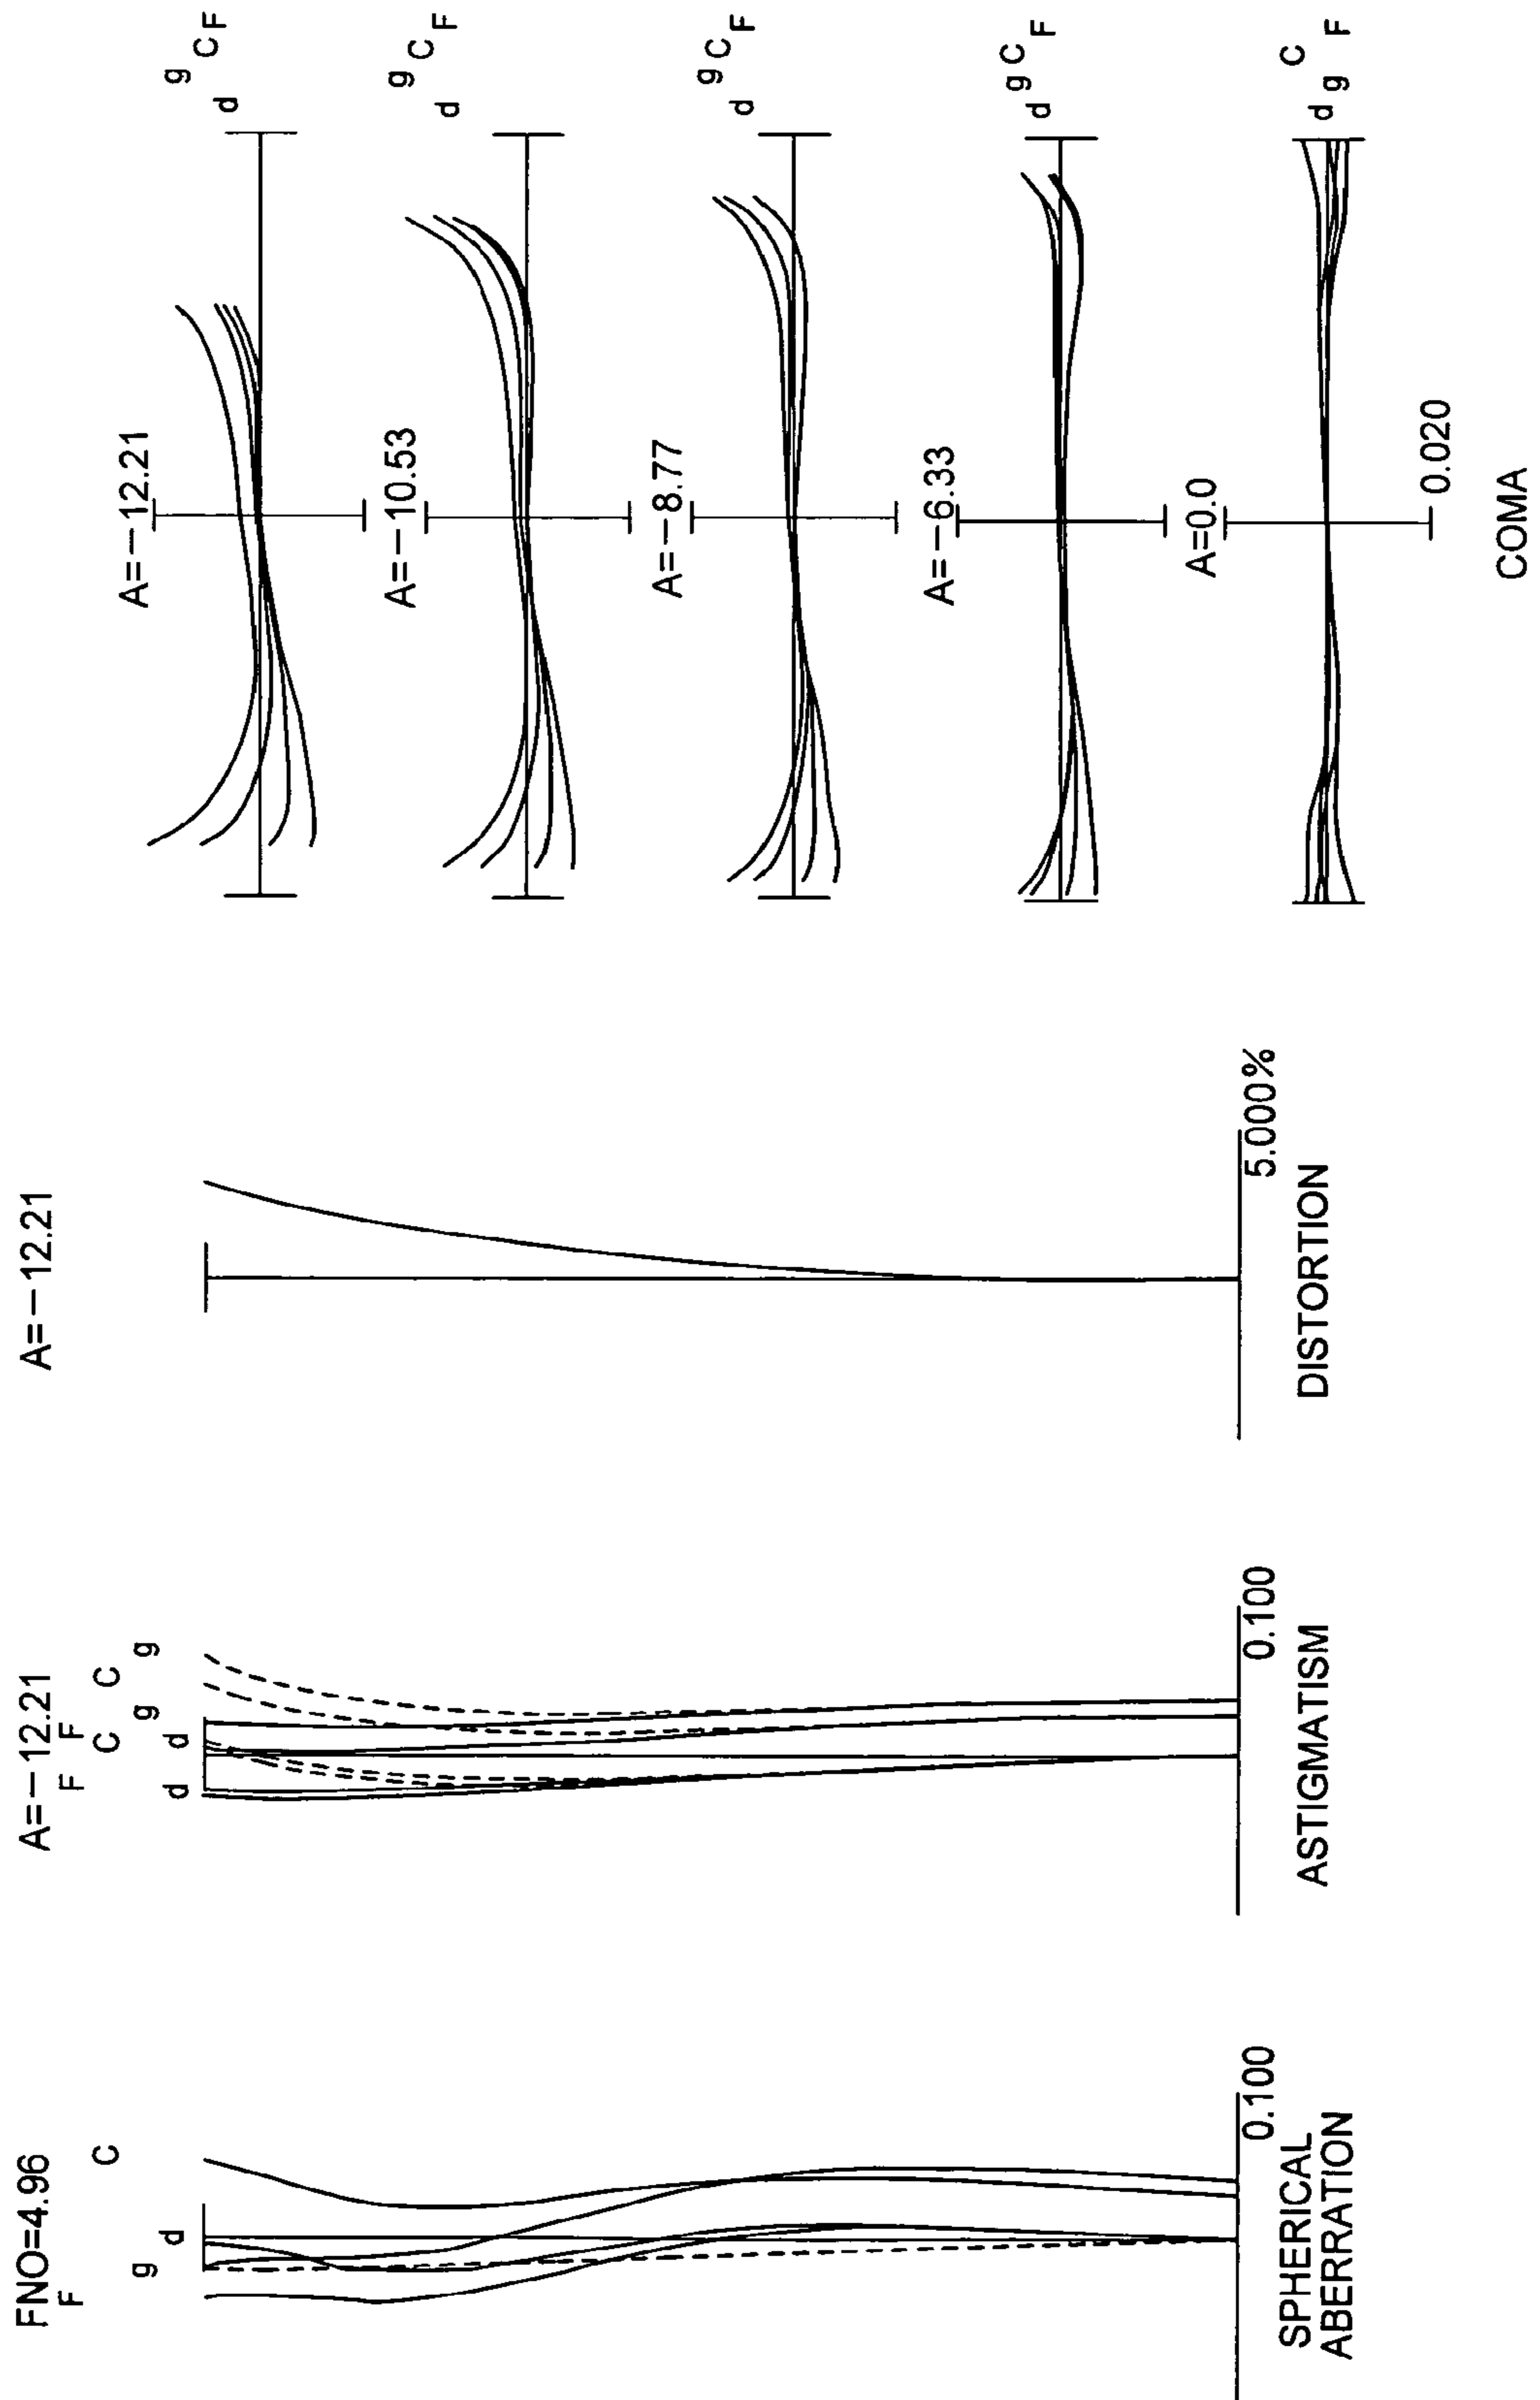 FNO=4.96
F
g
d
C
SPHERICAL
ABERRATION
0.100
A=−12.21
F F
C C
g g
d d
ASTIGMATISM
0.100
A=−12.21
DISTORTION
5.000%
A=−12.21
d
g
C
F
A=−10.53
d
g
C
F
A=−8.77
d
g
C
F
A=−6.33
d
g
C
F
A=0.0
d
g
C
F
0.020
COMA